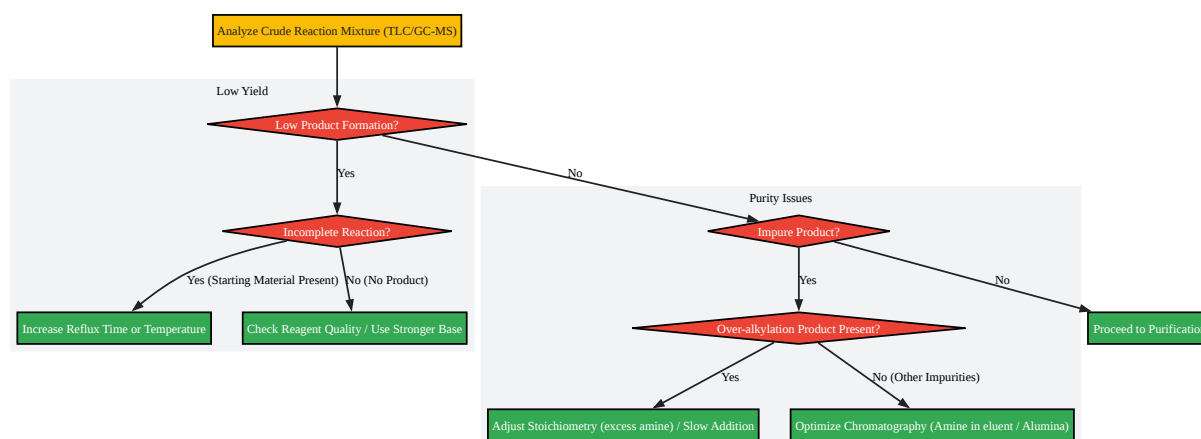 Analyze Crude Reaction Mixture (TLC/GC-MS)
Low Yield
Low Product Formation?
Yes
No
Purity Issues
Incomplete Reaction?
Impure Product?
Yes (Starting Material Present)
No (No Product)
Yes
No
Increase Reflux Time or Temperature
Check Reagent Quality / Use Stronger Base
Over-alkylation Product Present?
Proceed to Purification
Yes
No (Other Impurities)
Adjust Stoichiometry (excess amine) / Slow Addition
Optimize Chromatography (Amine in eluent / Alumina)